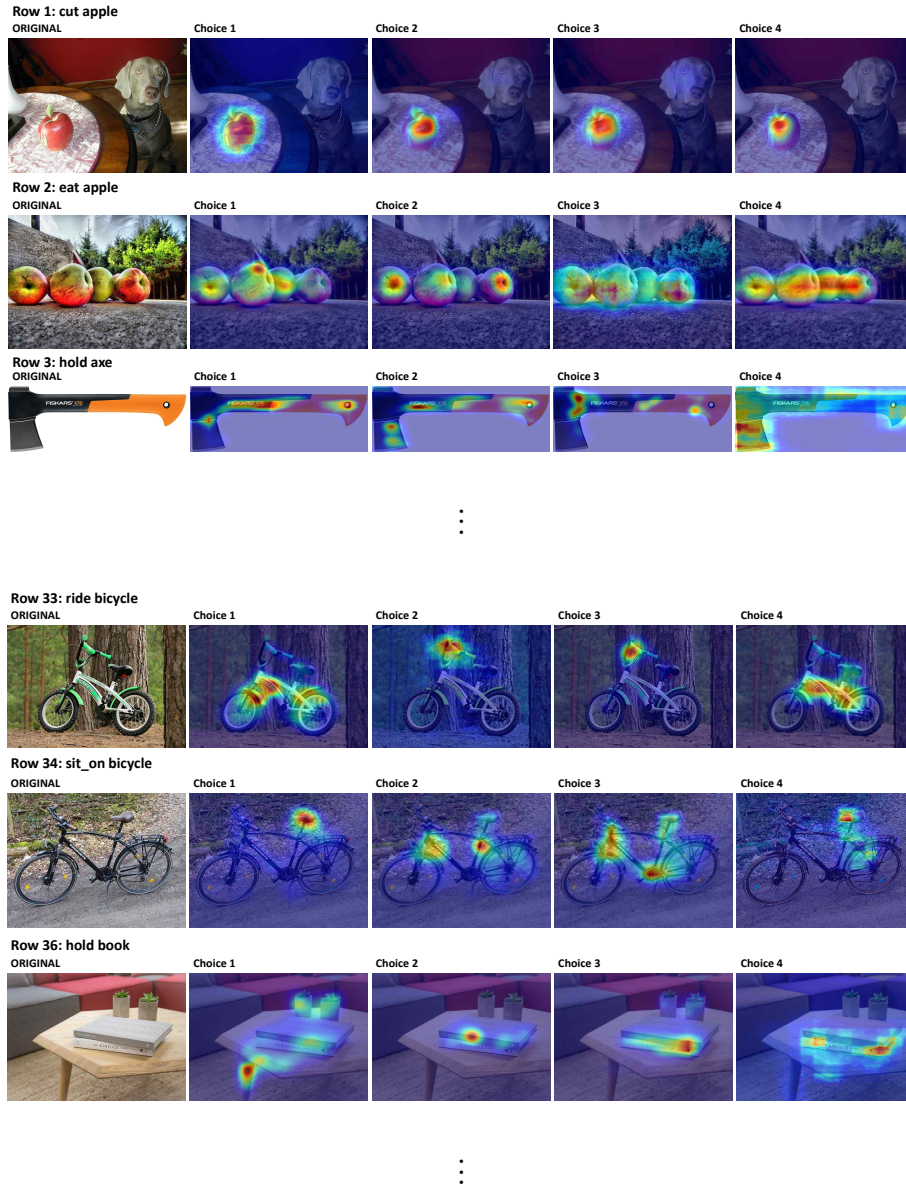 Row 1: cut apple
ORIGINAL Choice 1 Choice 2 Choice 3 Choice 4
Row 2: eat apple
ORIGINAL Choice 1 Choice 2 Choice 3 Choice 4
Row 3: hold axe
ORIGINAL Choice 1 Choice 2 Choice 3 Choice 4
FISKARS FISKARS FISKARS FISKARS FISKARS
Row 33: ride bicycle
ORIGINAL Choice 1 Choice 2 Choice 3 Choice 4
Row 34: sit_on bicycle
ORIGINAL Choice 1 Choice 2 Choice 3 Choice 4
Row 36: hold book
ORIGINAL Choice 1 Choice 2 Choice 3 Choice 4